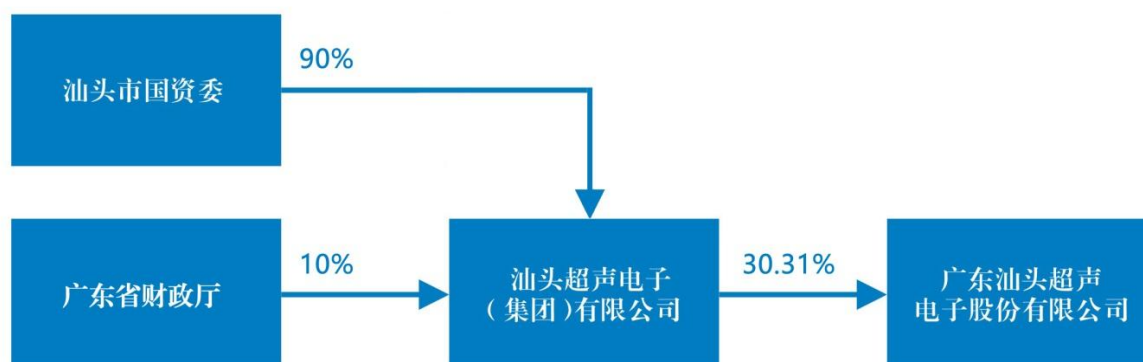 90%
汕头市国资委
10%
广东省财政厅
汕头超声电子
（集团）有限公司
30.31%
广东汕头超声
电子股份有限公司